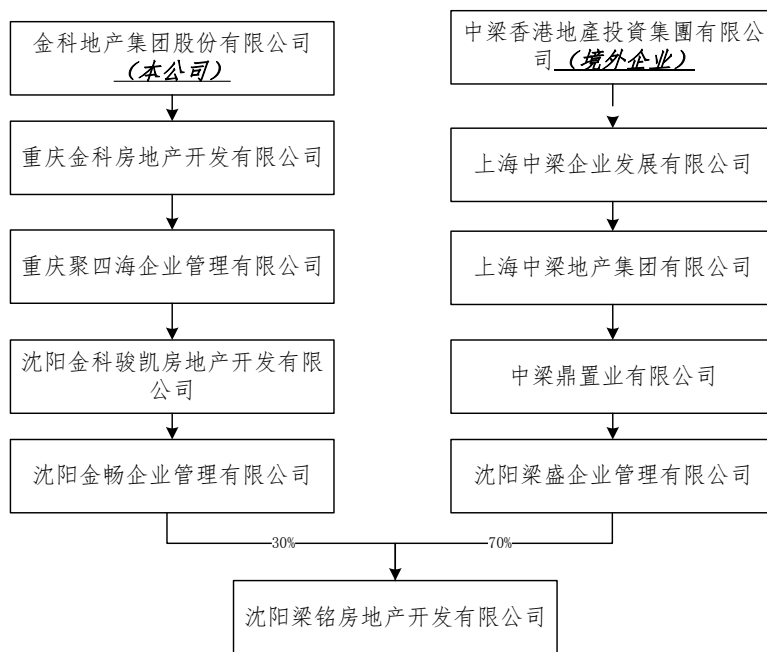 金科地产集团股份有限公司
（本公司）
重庆金科房地产开发有限公司
重庆聚四海企业管理有限公司
沈阳金科骏凯房地产开发有限
公司
沈阳金畅企业管理有限公司
中梁香港地產投資集團有限公
司（境外企业）
上海中梁企业发展有限公司
上海中梁地产集团有限公司
中梁鼎置业有限公司
沈阳梁盛企业管理有限公司
30%
70%
沈阳梁铭房地产开发有限公司